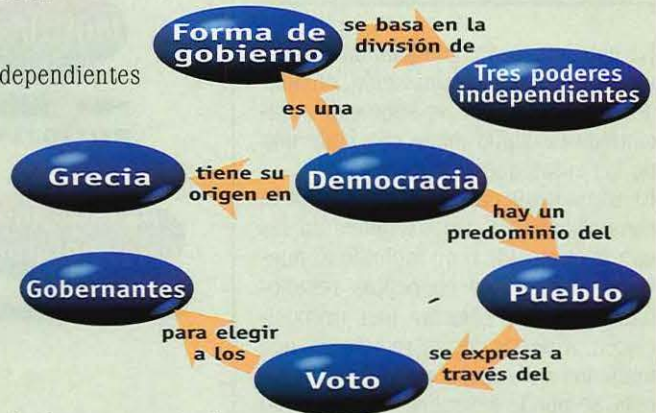 dependientes
Forma de
gobierno
se basa en la
división de
Tres poderes
independientes
es una
Grecia
tiene su
origen en
Democracia
hay un
predominio del
Gobernantes
Pueblo
para elegir
a los
Voto
se expresa a
través del